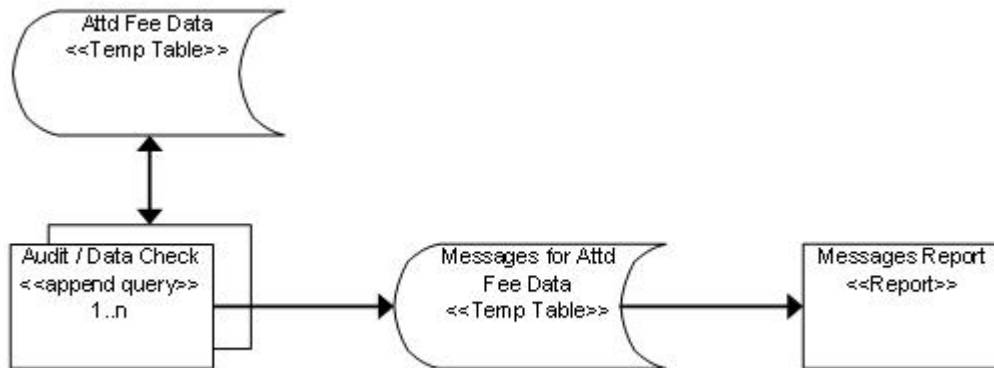 Attd Fee Data
<<Temp Table>>
Audit / Data Check
<<append query>>
1..n
Messages for Attd
Fee Data
<<Temp Table>>
Messages Report
<<Report>>